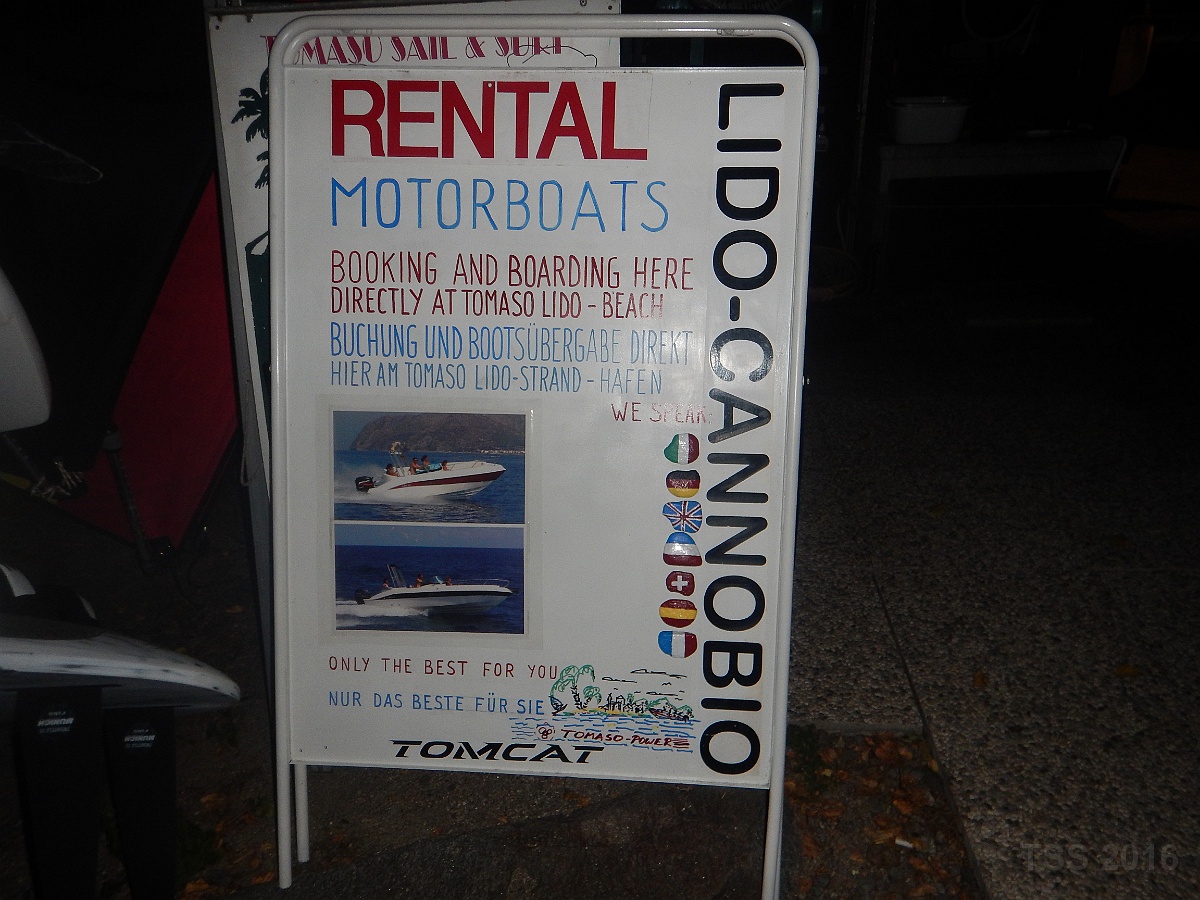 TOMASO SAIL & SURF
RENTAL
MOTORBOATS
BOOKING AND BOARDING HERE
DIRECTLY AT TOMASO LIDO - BEACH
BUCHUNG UND BOOTSÜBERGABE DIREKT
HIER AM TOMASO LIDO-STRAND - HAFEN
WE SPEAK:
ONLY THE BEST FOR YOU
NUR DAS BESTE FÜR SIE
TOMASO-POWER
TOMCAT
LIDO-CANNOBIO
TSS 2016